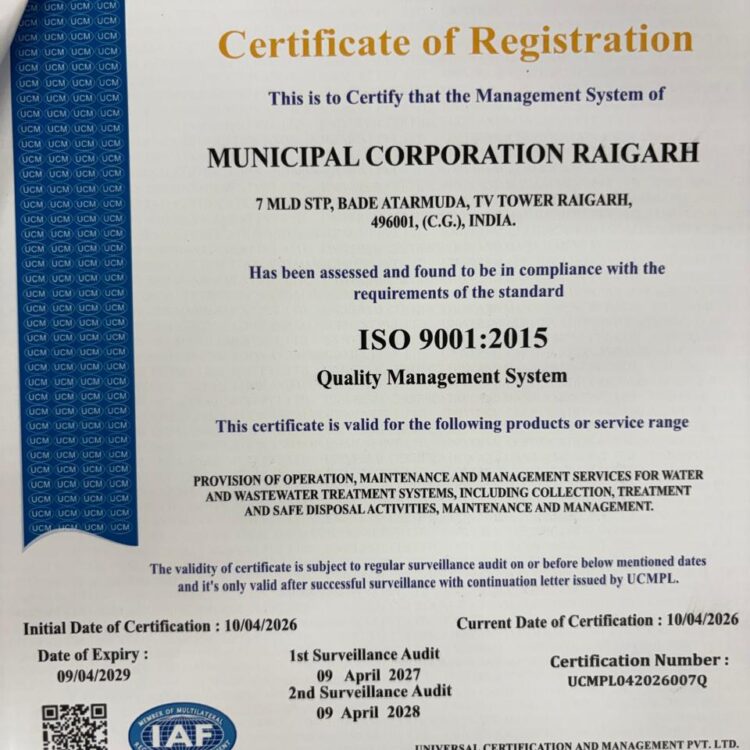 Certificate of Registration
This is to Certify that the Management System of
MUNICIPAL CORPORATION RAIGARH
7 MLD STP, BADE ATARMUDA, TV TOWER RAIGARH,
496001, (C.G.), INDIA.
Has been assessed and found to be in compliance with the
requirements of the standard
ISO 9001:2015
Quality Management System
This certificate is valid for the following products or service range
PROVISION OF OPERATION, MAINTENANCE AND MANAGEMENT SERVICES FOR WATER
AND WASTEWATER TREATMENT SYSTEMS, INCLUDING COLLECTION, TREATMENT
AND SAFE DISPOSAL ACTIVITIES, MAINTENANCE AND MANAGEMENT.
The validity of certificate is subject to regular surveillance audit on or before below mentioned dates
and it's only valid after successful surveillance with continuation letter issued by UCMPL.
Initial Date of Certification : 10/04/2026
Current Date of Certification : 10/04/2026
Date of Expiry :
09/04/2029
1st Surveillance Audit
09 April 2027
2nd Surveillance Audit
09 April 2028
Certification Number :
UCMPL042026007Q
MEMBER OF MULTILATERAL
IAF
UNIVERSAL CERTIFICATION AND MANAGEMENT PVT. LTD.
UCM